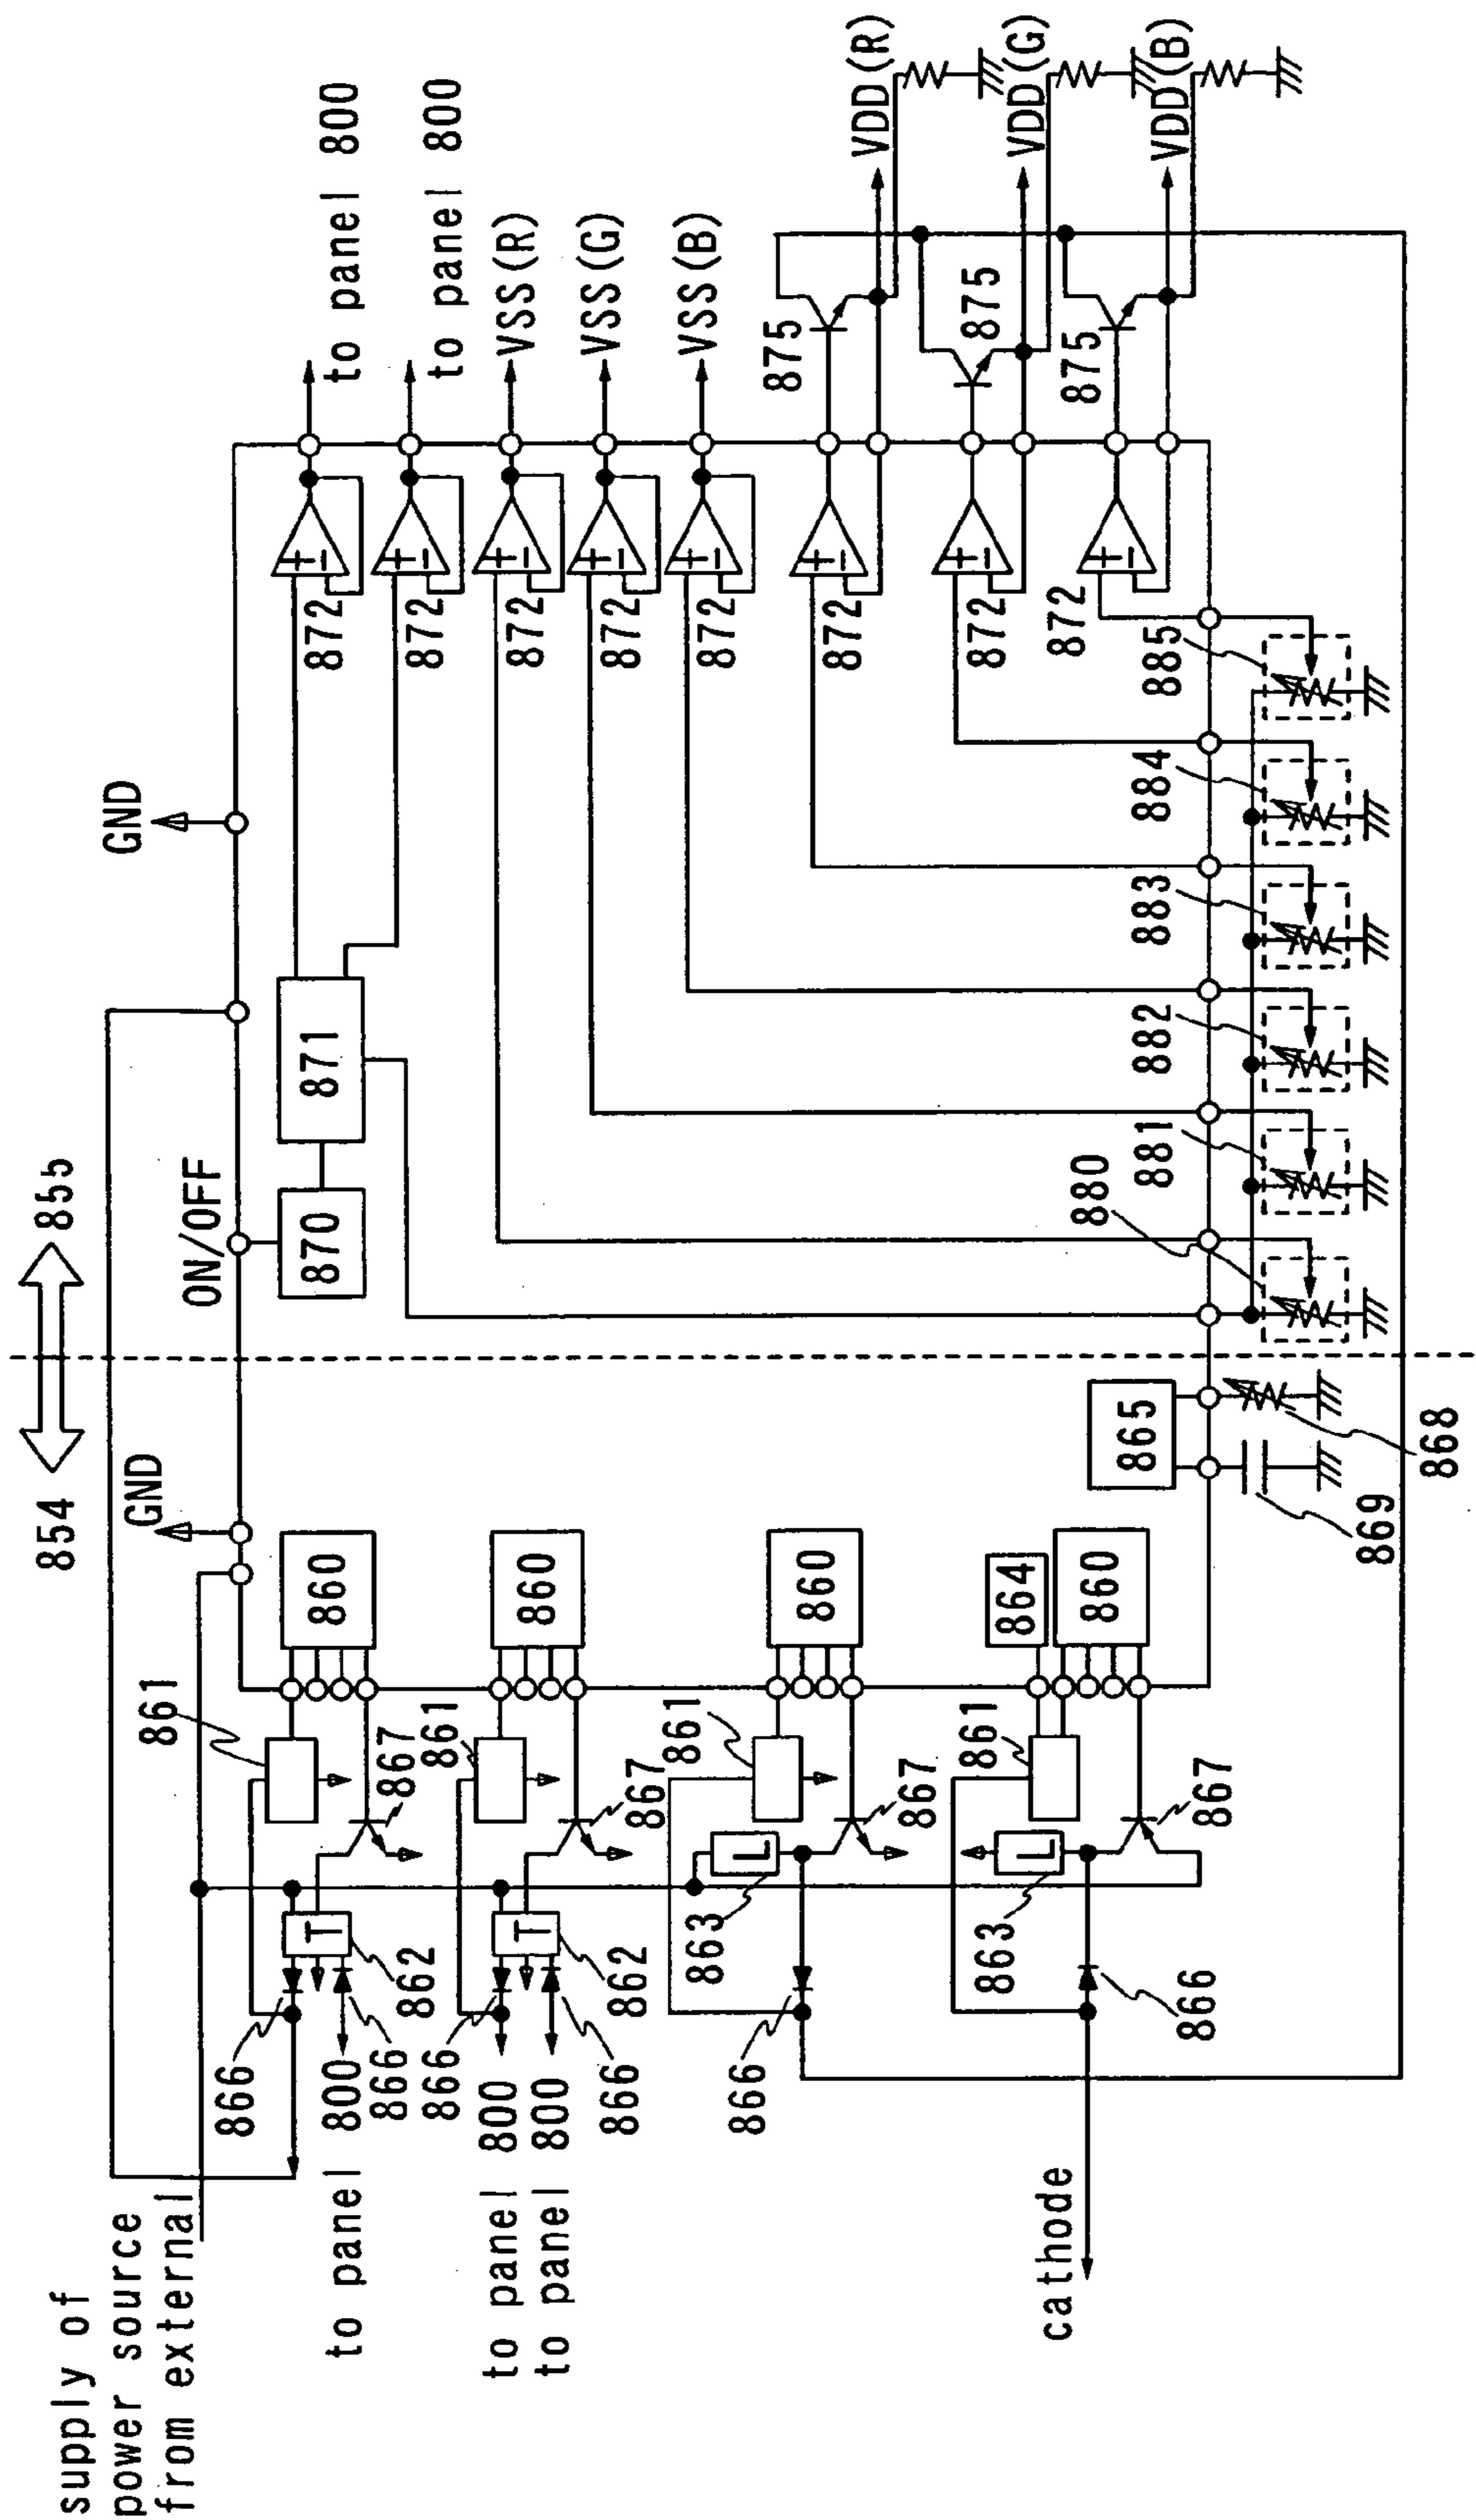 supply of
power source
from external
854
855
GND
ON/OFF
GND
to panel 800
to panel 800
VSS(R)
VSS(G)
VSS(B)
VDD(R)
VDD(G)
VDD(B)
861
860
870
871
872
866
T
867
862
866
to panel 800
872
861
860
872
866
T
867
862
866
to panel 800
to panel 800
872
872
863
L
861
860
867
866
872
875
872
875
863
L
861
864
860
867
866
cathode
872
875
865
868
869
880
881
882
883
884
885